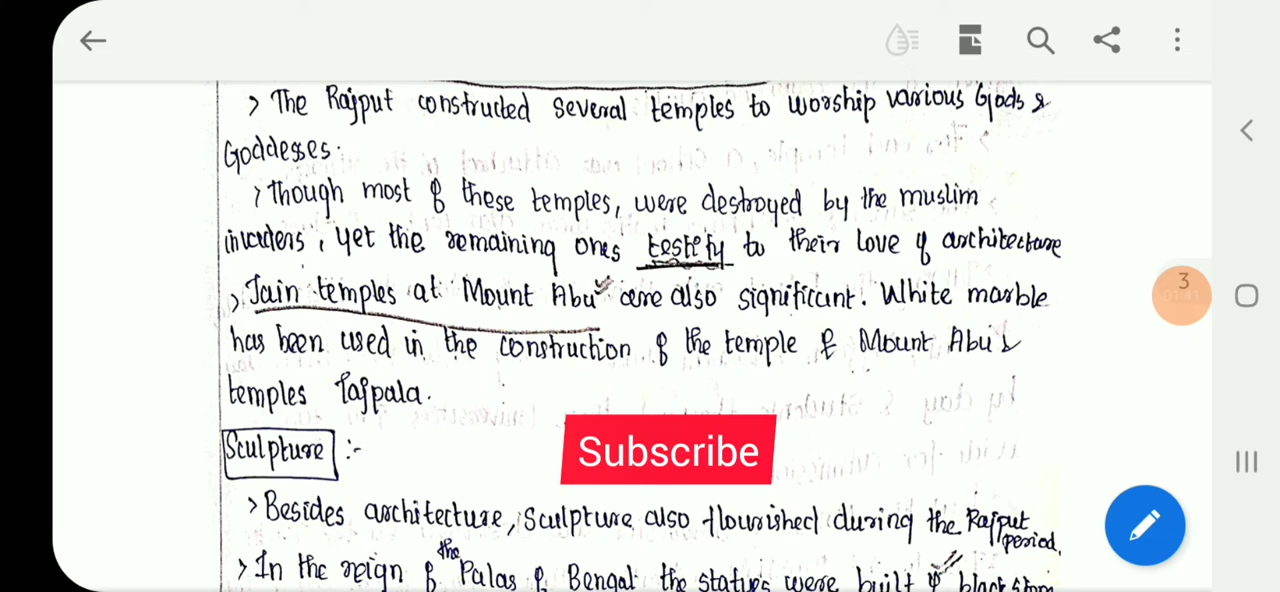 > The Rajput constructed several temples to worship various Gods &
Goddesses.
> Though most of these temples, were destroyed by the muslim
invaders, yet the remaining ones testify to their love of architecture
> Jain temples at Mount Abu are also significant. White marble
has been used in the construction of the temple of Mount Abu's
temples Tajpala.
Sculpture :-
Subscribe
> Besides architecture, Sculpture also flourished during the Rajput period.
> In the reign of the Palas of Bengal the statues were built of black
3